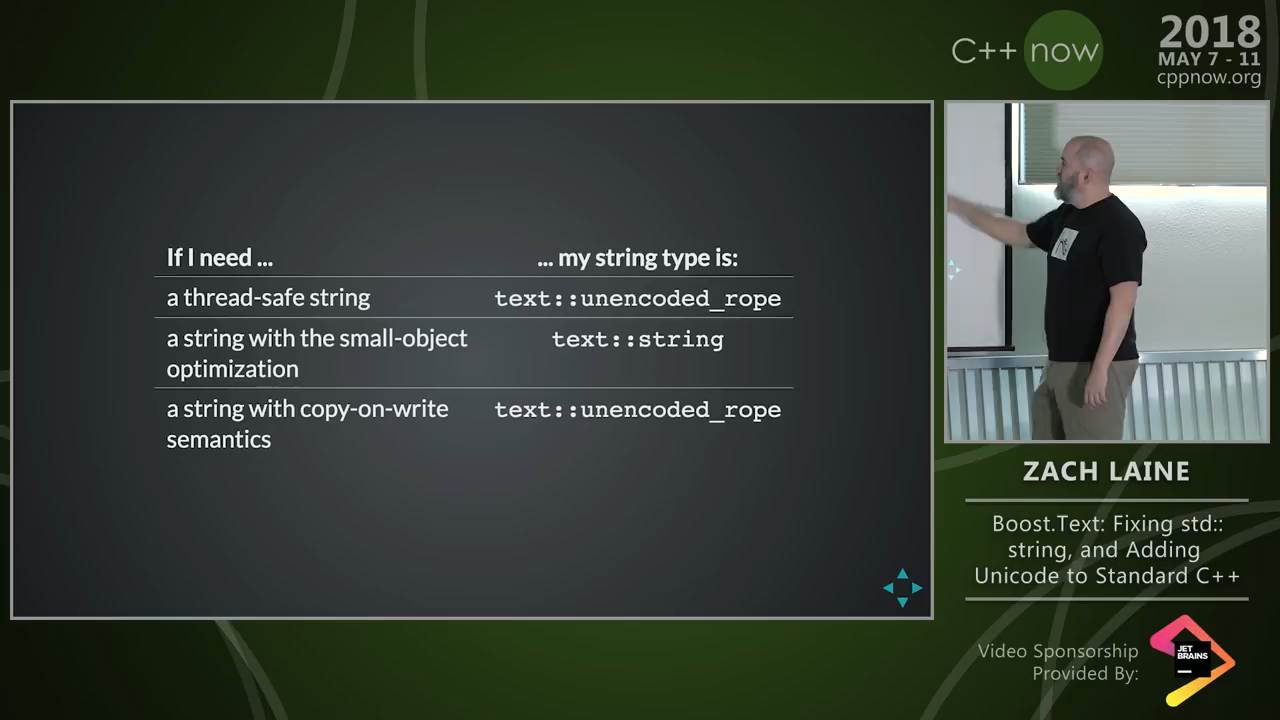 C++ now
2018
MAY 7 - 11
cppnow.org
If I need ...
... my string type is:
a thread-safe string
text::unencoded_rope
a string with the small-object
optimization
text::string
a string with copy-on-write
semantics
text::unencoded_rope
ZACH LAINE
Boost.Text: Fixing std::
string, and Adding
Unicode to Standard C++
Video Sponsorship
Provided By:
JET
BRAINS